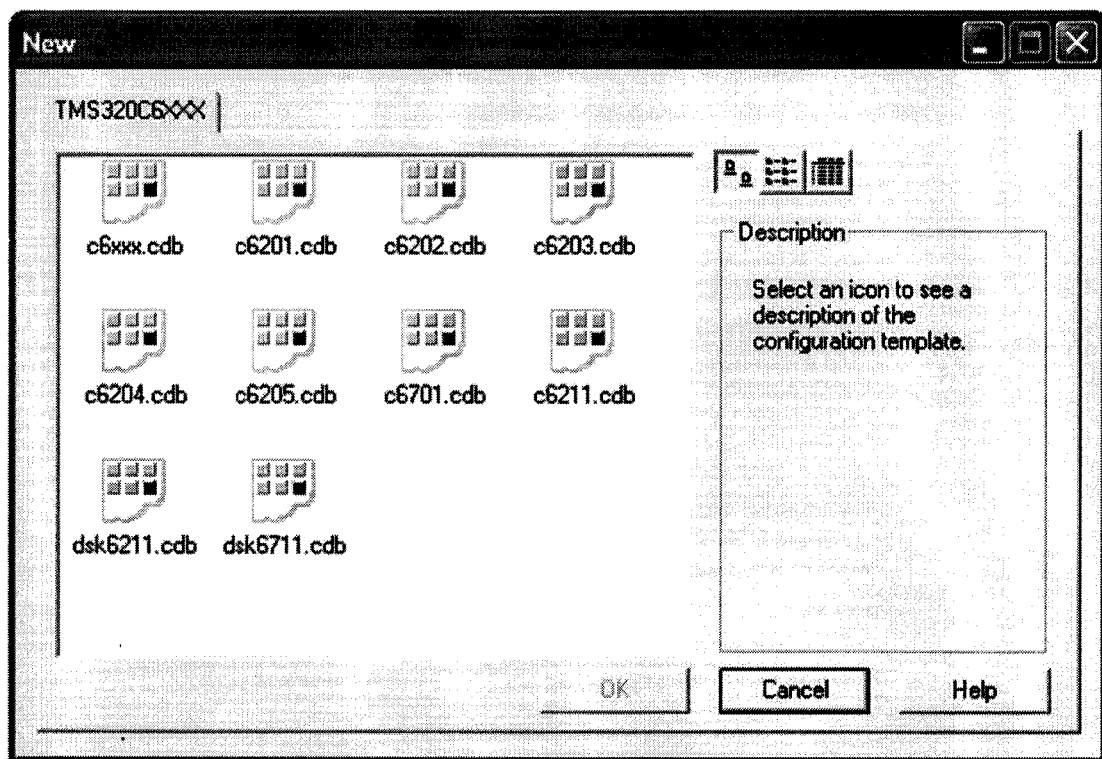 New
TMS320C6XXX
c6xxx.cdb c6201.cdb c6202.cdb c6203.cdb
c6204.cdb c6205.cdb c6701.cdb c6211.cdb
dsk6211.cdb dsk6711.cdb
Description
Select an icon to see a
description of the
configuration template.
OK Cancel Help